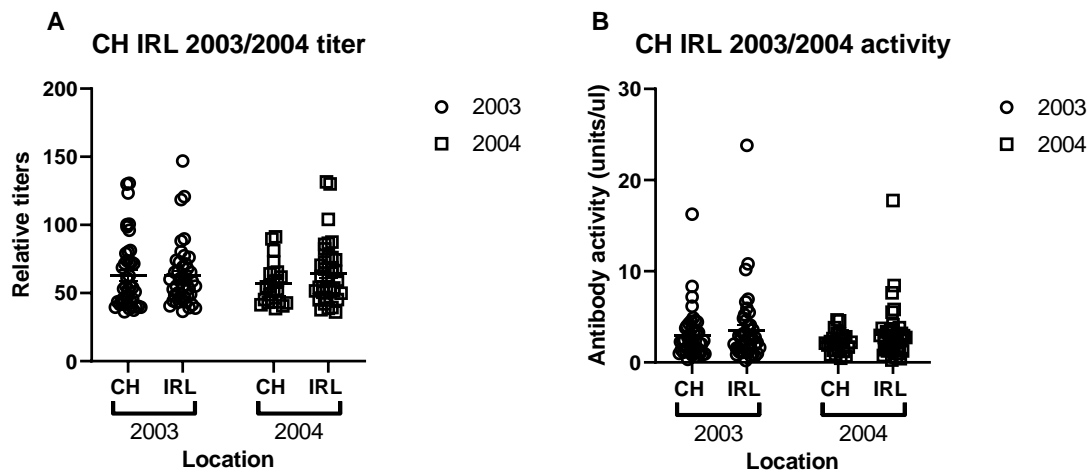 A
CH IRL 2003/2004 titer
Relative titers
200
150
100
50
0
2003
2004
CH
IRL
CH
IRL
2003
2004
Location
B
CH IRL 2003/2004 activity
Antibody activity (units/ul)
30
20
10
0
2003
2004
CH
IRL
CH
IRL
2003
2004
Location